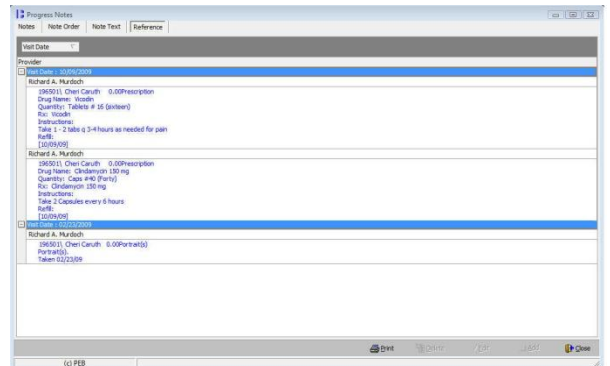 Progress Notes
Notes Note Order Note Text Reference
Visit Date
Provider
Visit Date : 10/09/2009
Richard A. Murdoch
196501\ Cheri Caruth 0.00Prescription
Drug Name: Vicodin
Quantity: Tablets # 16 (sixteen)
Rx: Vicodin
Instructions:
Take 1 - 2 tabs q 3-4 hours as needed for pain
Refill:
[10/09/09]
Richard A. Murdoch
196501\ Cheri Caruth 0.00Prescription
Drug Name: Clindamycin 150 mg
Quantity: Caps #40 (Forty)
Rx: Clindamycin 150 mg
Instructions:
Take 2 Capsules every 6 hours
Refill:
[10/09/09]
Visit Date : 02/23/2009
Richard A. Murdoch
196501\ Cheri Caruth 0.00Portrait(s)
Portrait(s).
Taken 02/23/09
Print Delete Edit Add Close
(c) PEB